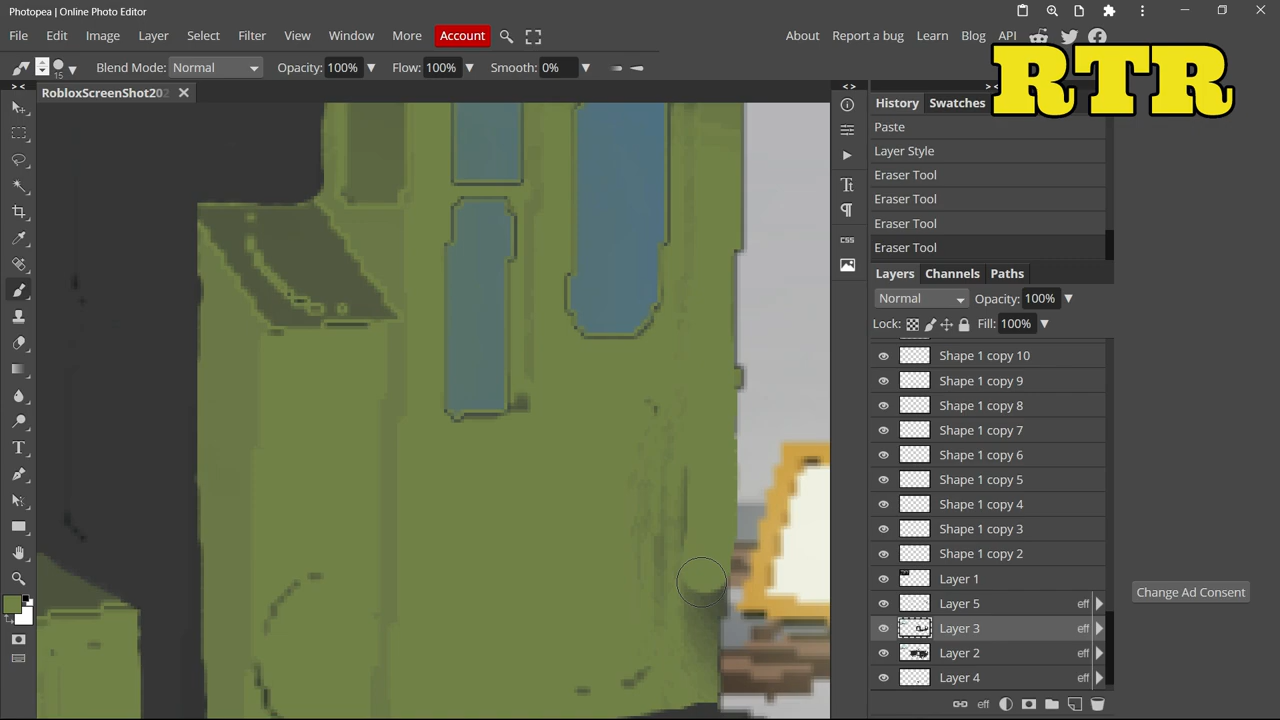 Photopea | Online Photo Editor
File Edit Image Layer Select Filter View Window More Account About Report a bug Learn Blog API
RTR
15 Blend Mode: Normal Opacity: 100% Flow: 100% Smooth: 0%
RobloxScreenShot202
> < < > > <
History Swatches
Paste
Layer Style
Eraser Tool
Eraser Tool
Eraser Tool
Eraser Tool
CSS
Layers Channels Paths
Normal Opacity: 100%
Lock: Fill: 100%
Shape 1 copy 10
Shape 1 copy 9
Shape 1 copy 8
Shape 1 copy 7
Shape 1 copy 6
Shape 1 copy 5
Shape 1 copy 4
Shape 1 copy 3
Shape 1 copy 2
Layer 1
Layer 5 eff
Layer 3 eff
Layer 2 eff
Layer 4 eff
eff
Change Ad Consent